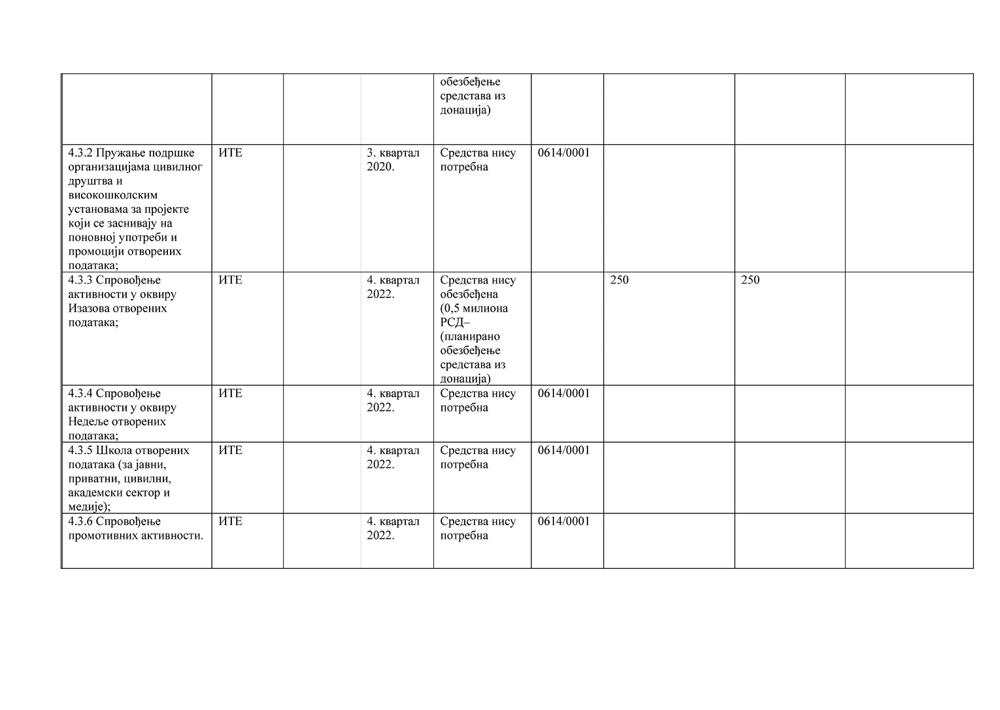 обезбеђење
средстава из
донација)
4.3.2 Пружање подршке
организацијама цивилног
друштва и
високошколским
установама за пројекте
који се заснивају на
поновној употреби и
промоцији отворених
података;
ИТЕ
3. квартал
2020.
Средства нису
потребна
0614/0001
4.3.3 Спровођење
активности у оквиру
Изазова отворених
података;
ИТЕ
4. квартал
2022.
Средства нису
обезбеђена
(0,5 милиона
РСД–
(планирано
обезбеђење
средстава из
донација)
250
250
4.3.4 Спровођење
активности у оквиру
Недеље отворених
података;
ИТЕ
4. квартал
2022.
Средства нису
потребна
0614/0001
4.3.5 Школа отворених
података (за јавни,
приватни, цивилни,
академски сектор и
медије);
ИТЕ
4. квартал
2022.
Средства нису
потребна
0614/0001
4.3.6 Спровођење
промотивних активности.
ИТЕ
4. квартал
2022.
Средства нису
потребна
0614/0001